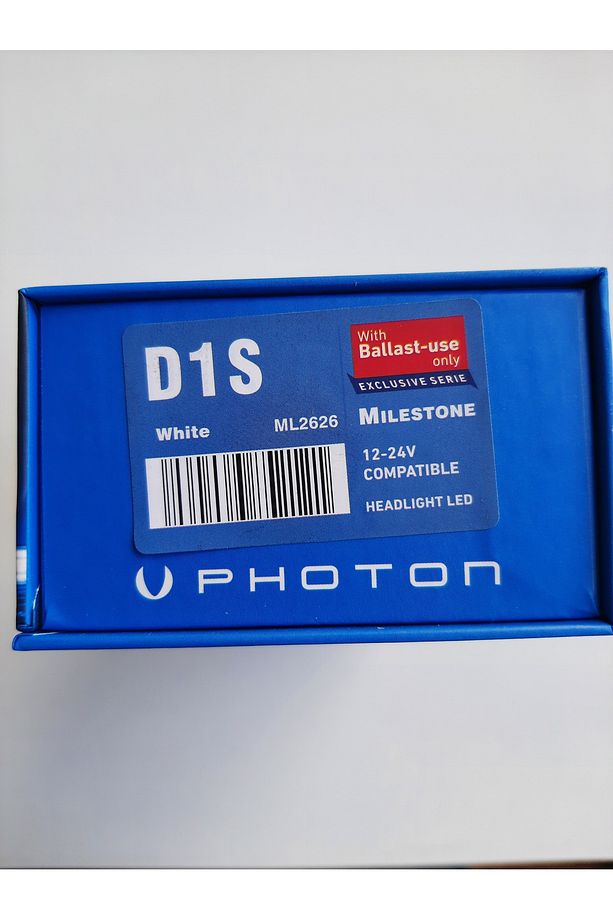 D1S
With
Ballast-use
only
EXCLUSIVE SERIE
White
ML2626
MILESTONE
12-24V
COMPATIBLE
HEADLIGHT LED
PHOTON